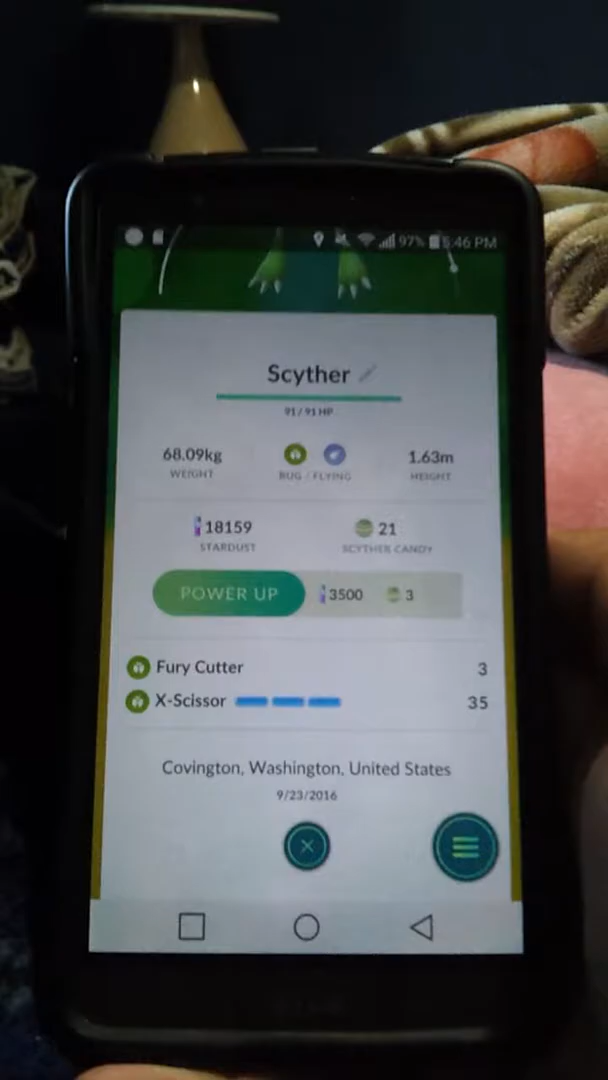 97% 5:46 PM
Scyther
91 / 91 HP
68.09kg BUG / FLYING 1.63m
WEIGHT HEIGHT
18159 21
STARDUST SCYTHER CANDY
POWER UP 3500 3
Fury Cutter 3
X-Scissor 35
Covington, Washington, United States
9/23/2016